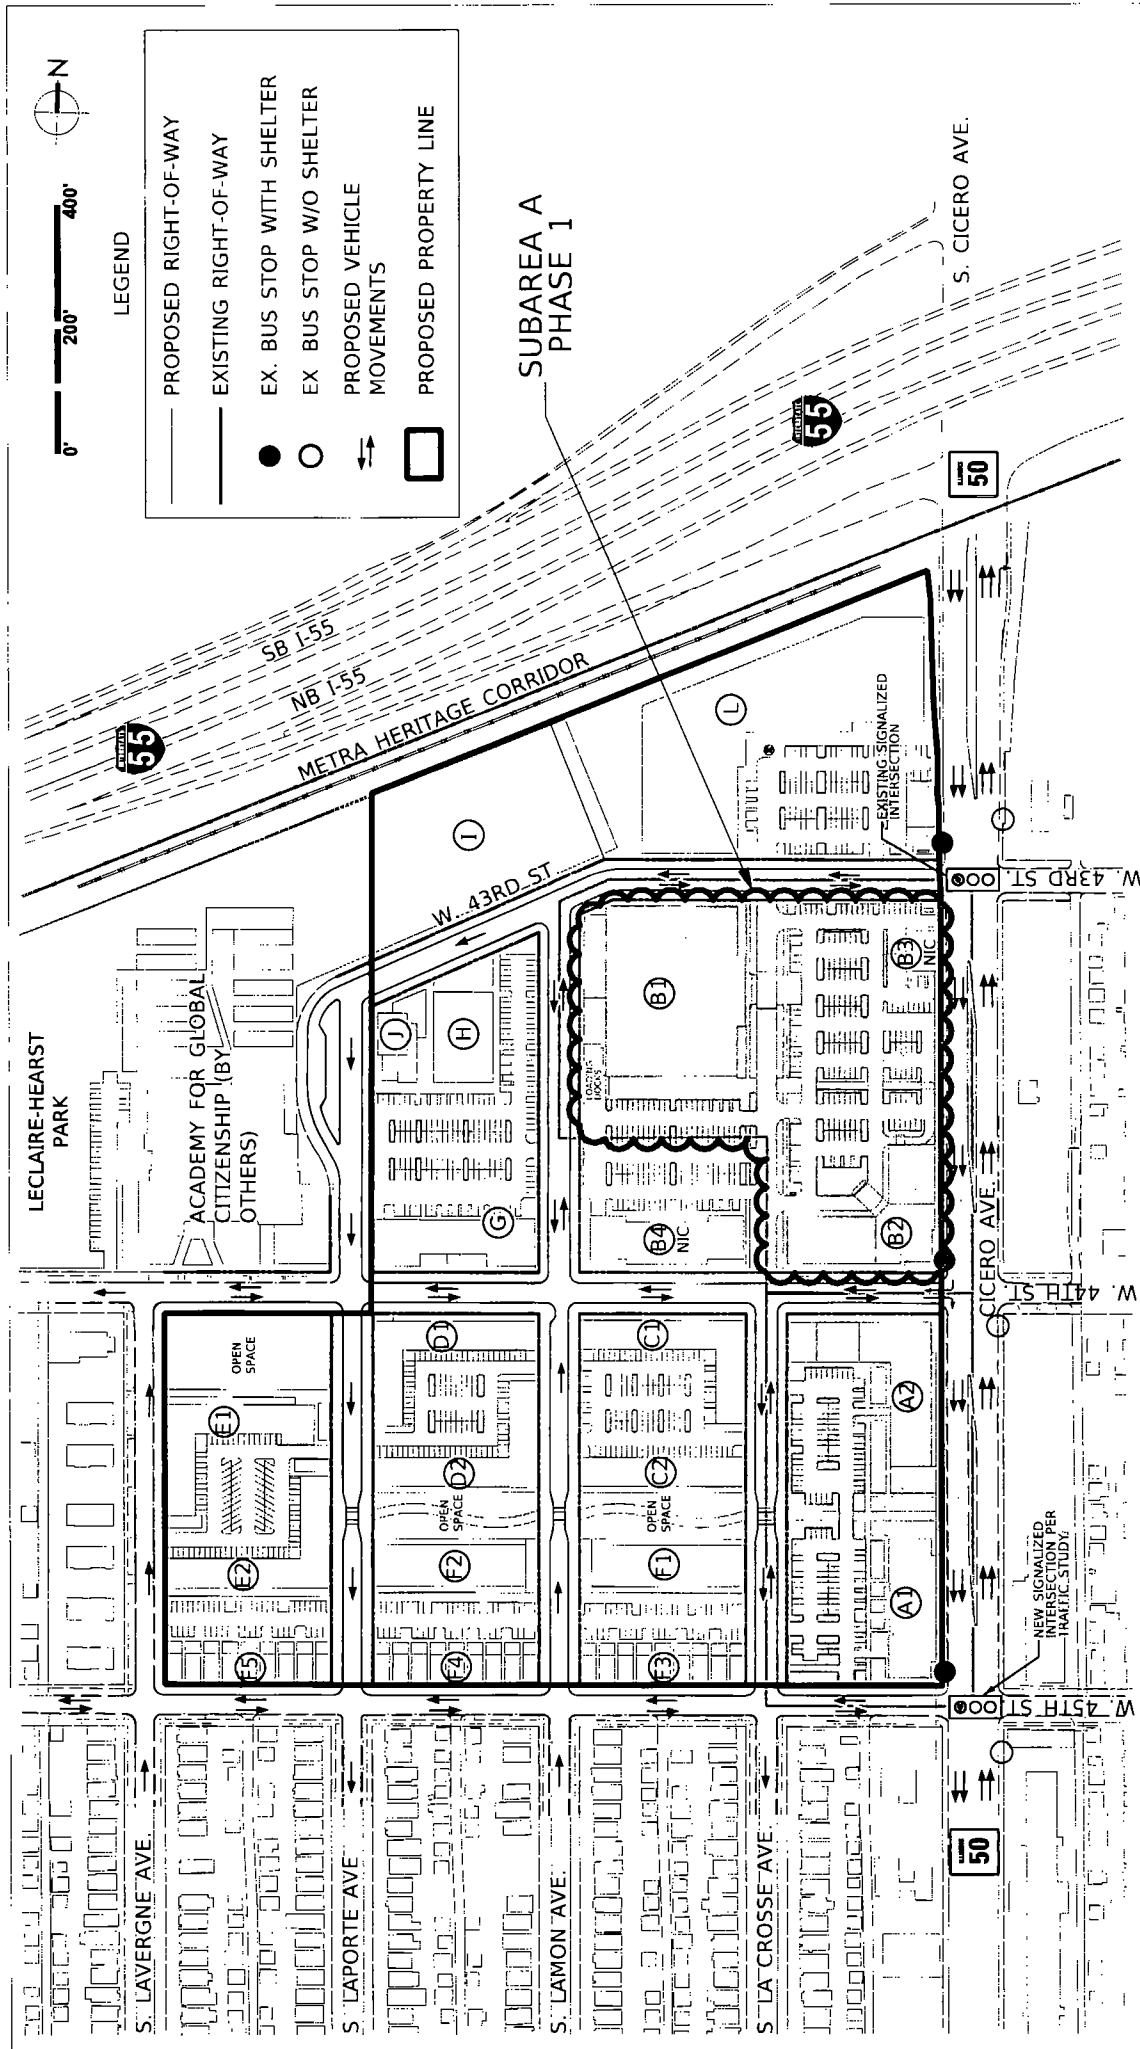 N
0'
200'
400'
LEGEND
PROPOSED RIGHT-OF-WAY
EXISTING RIGHT-OF-WAY
EX. BUS STOP WITH SHELTER
EX BUS STOP W/O SHELTER
PROPOSED VEHICLE
MOVEMENTS
PROPOSED PROPERTY LINE
SUBAREA A
PHASE 1
S. CICERO AVE.
55
55
50
SB I-55
NB I-55
METRA HERITAGE CORRIDOR
LECLAIRE-HEARST
PARK
ACADEMY FOR GLOBAL
CITIZENSHIP (BY
OTHERS)
W. 43RD ST
I
L
EXISTING SIGNALIZED
INTERSECTION
W. 43RD ST.
J
H
G
B1
LOADING
DOCKS
B3
NIC
B4
NIC
B2
CICERO AVE.
W. 44TH ST.
OPEN
SPACE
E1
E2
F5
D1
D2
OPEN
SPACE
F2
F4
C1
C2
OPEN
SPACE
F1
F3
A2
A1
NEW SIGNALIZED
INTERSECTION PER
TRAFFIC STUDY.
W. 45TH ST
50
S. LAVERGNE AVE.
S LAPORTE AVE
S. LAMON AVE.
S LA CROSSE AVE.